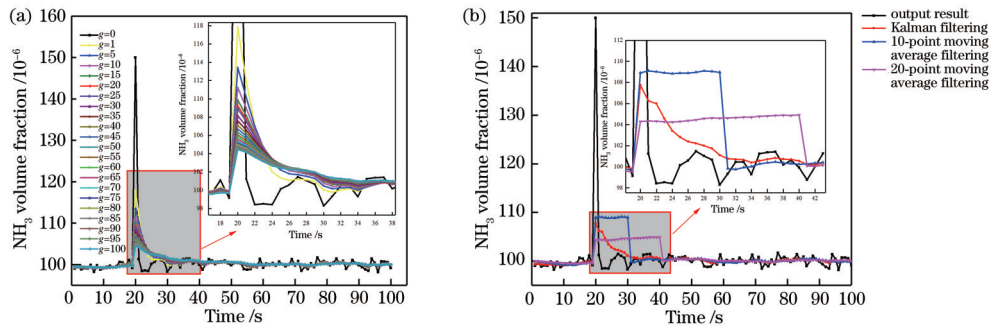 (a)
NH3 volume fraction /10-6
160
150
140
130
120
110
100
0 10 20 30 40 50 60 70 80 90 100
Time /s
g=0
g=1
g=5
g=10
g=15
g=20
g=25
g=30
g=35
g=40
g=45
g=50
g=55
g=60
g=65
g=70
g=75
g=80
g=85
g=90
g=95
g=100
NH3 volume fraction /10-6
118
116
114
112
110
108
106
104
102
100
98
18 20 22 24 26 28 30 32 34 36 38
Time /s
(b)
NH3 volume fraction /10-6
150
140
130
120
110
100
0 10 20 30 40 50 60 70 80 90 100
Time /s
NH3 volume fraction /10-6
112
110
108
106
104
102
100
98
20 22 24 26 28 30 32 34 36 38 40 42
Time /s
output result
Kalman filtering
10-point moving
average filtering
20-point moving
average filtering